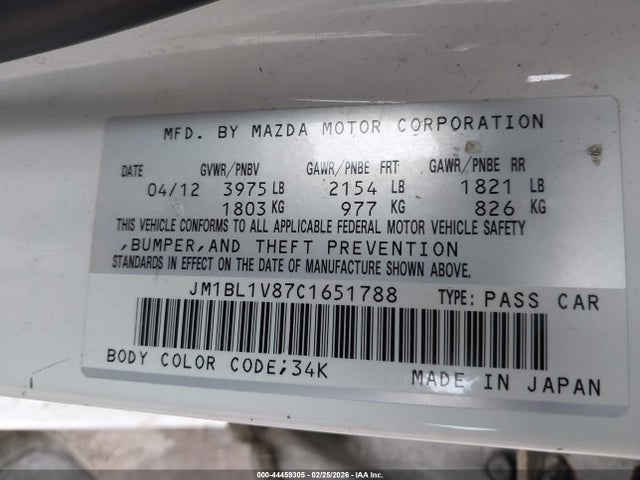 MFD. BY MAZDA MOTOR CORPORATION
DATE GVWR/PNBV GAWR/PNBE FRT GAWR/PNBE RR
04/12 3975 LB 2154 LB 1821 LB
1803 KG 977 KG 826 KG
THIS VEHICLE CONFORMS TO ALL APPLICABLE FEDERAL MOTOR VEHICLE SAFETY
,BUMPER,AND THEFT PREVENTION
STANDARDS IN EFFECT ON THE DATE OF MANUFACTURE SHOWN ABOVE.
JM1BL1V87C1651788 TYPE: PASS CAR
BODY COLOR CODE;34K MADE IN JAPAN
000-44459305 - 02/25/2026 - IAA Inc.